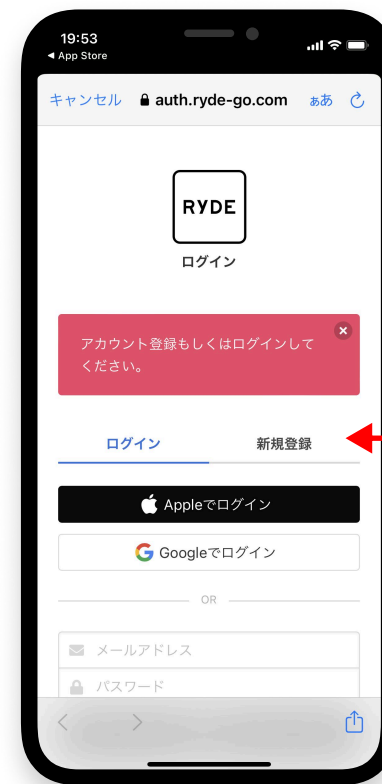 19:53
◀ App Store
キャンセル auth.ryde-go.com ぁあ
RYDE
ログイン
アカウント登録もしくはログインして
ください。
ログイン 新規登録
Appleでログイン
Googleでログイン
OR
メールアドレス
パスワード